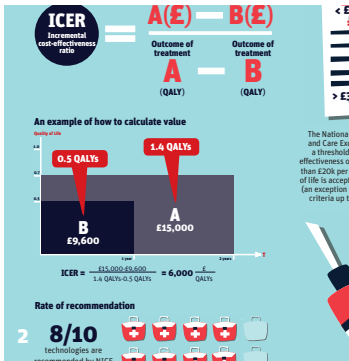 ICER
Incremental
cost-effectiveness
ratio
=
A(£) — B(£)
Outcome of
treatment
A
(QALY)
—
Outcome of
treatment
B
(QALY)
< £
> £3
An example of how to calculate value
Quality of Life
1.4 QALYs
0.5 QALYs
A
£15,000
B
£9,600
1 year
2 years
T
ICER = £15,000-£9,600 / 1.4 QALYs-0.5 QALYs = 6,000 £ / QALYs
The National
and Care Exc
a threshold
effectiveness o
than £20k per
of life is accept
(an exception
criteria up t
Rate of recommendation
2
8/10
technologies are
recommended by NICE